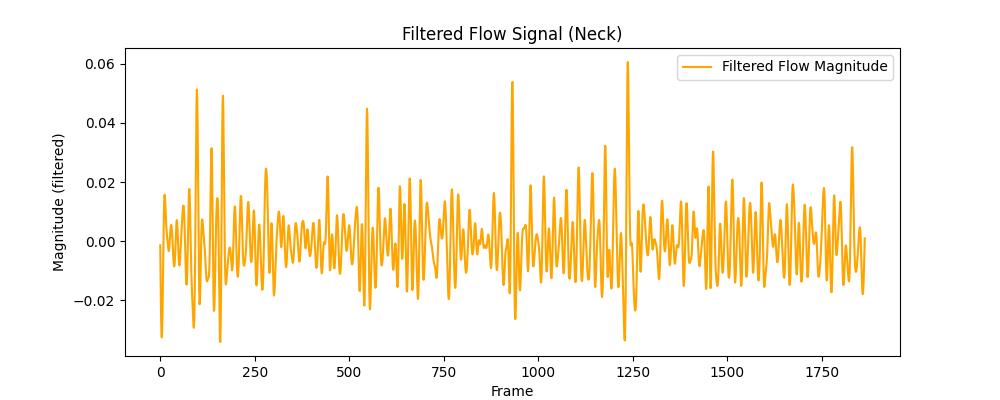 Filtered Flow Signal (Neck)
Filtered Flow Magnitude
Magnitude (filtered)
0.06
0.04
0.02
0.00
−0.02
0 250 500 750 1000 1250 1500 1750
Frame